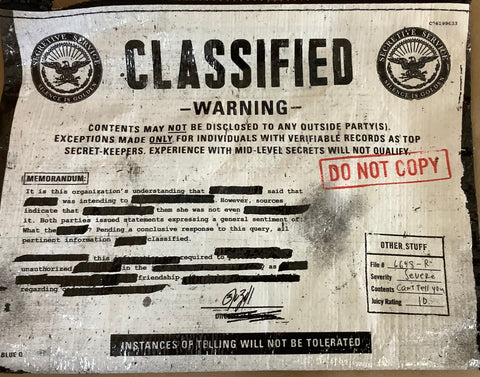 C76199633
SECRETIVE SERVICE
SILENCE IS GOLDEN
SECRETIVE SERVICE
SILENCE IS GOLDEN
CLASSIFIED
-WARNING-
CONTENTS MAY NOT BE DISCLOSED TO ANY OUTSIDE PARTY(S).
EXCEPTIONS MADE ONLY FOR INDIVIDUALS WITH VERIFIABLE RECORDS AS TOP
SECRET-KEEPERS. EXPERIENCE WITH MID-LEVEL SECRETS WILL NOT QUALIFY.
DO NOT COPY
MEMORANDUM:
It is this organization's understanding that said that
was intending to However, sources
indicate that them she was not even
it. Both parties issued statements expressing a general sentiment of
What the ? Pending a conclusive response to this query, all
pertinent information classified.
this required to
unauthorized in the as
friendship.
regarding
OTHER STUFF
File # 6648-R
Severity Severe
Contents Can't Tell you
Juicy Rating 10
INSTANCES OF TELLING WILL NOT BE TOLERATED
BLUE Q